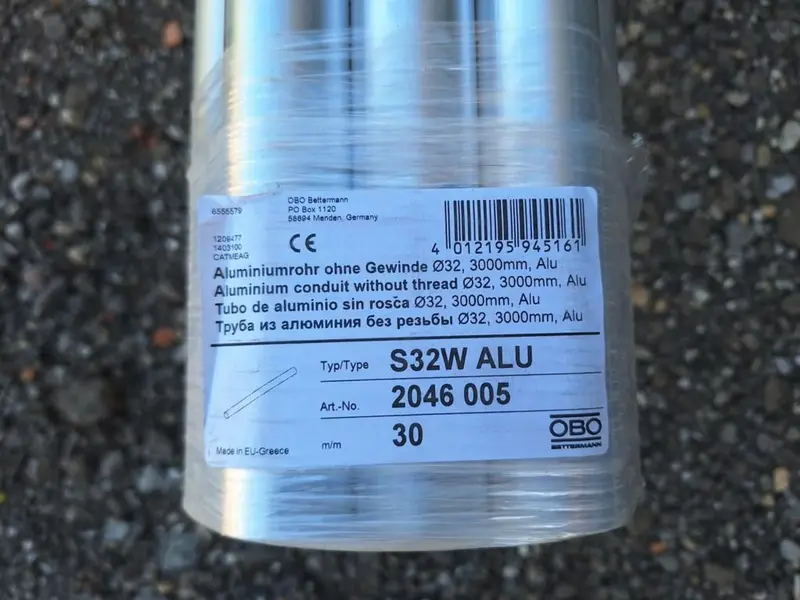 6555579
OBO Bettermann
PO Box 1120
58694 Menden, Germany
1209477
1403100
CATMEAG
CE
4 012195 945161
Aluminiumrohr ohne Gewinde Ø32, 3000mm, Alu
Aluminium conduit without thread Ø32, 3000mm, Alu
Tubo de aluminio sin rosca Ø32, 3000mm, Alu
Труба из алюминия без резьбы Ø32, 3000mm, Alu
Typ/Type S32W ALU
Art.-No. 2046 005
m/m 30
OBO
BETTERMANN
Made in EU-Greece